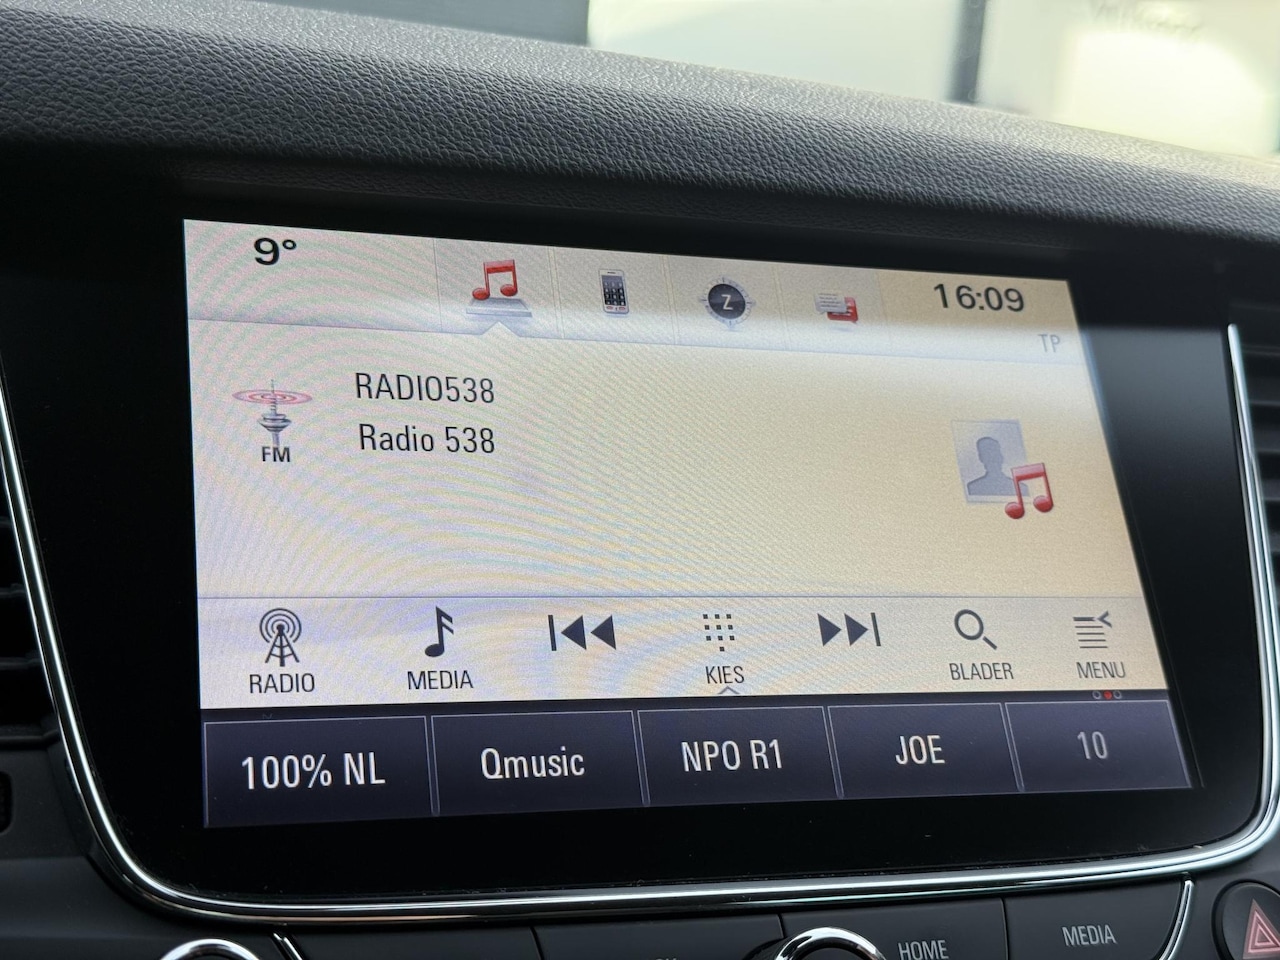 9°
Z
16:09
TP
RADIO538
Radio 538
FM
RADIO
MEDIA
KIES
BLADER
MENU
100% NL
Qmusic
NPO R1
JOE
10
HOME
MEDIA